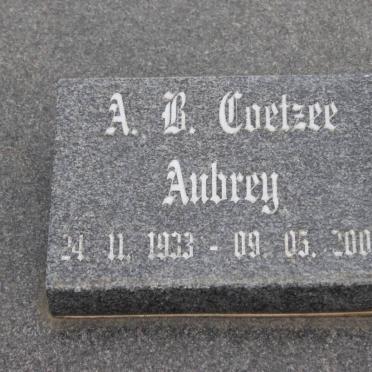 A. B. Coetzee
Aubrey
24. 11. 1933 - 09. 05. 200